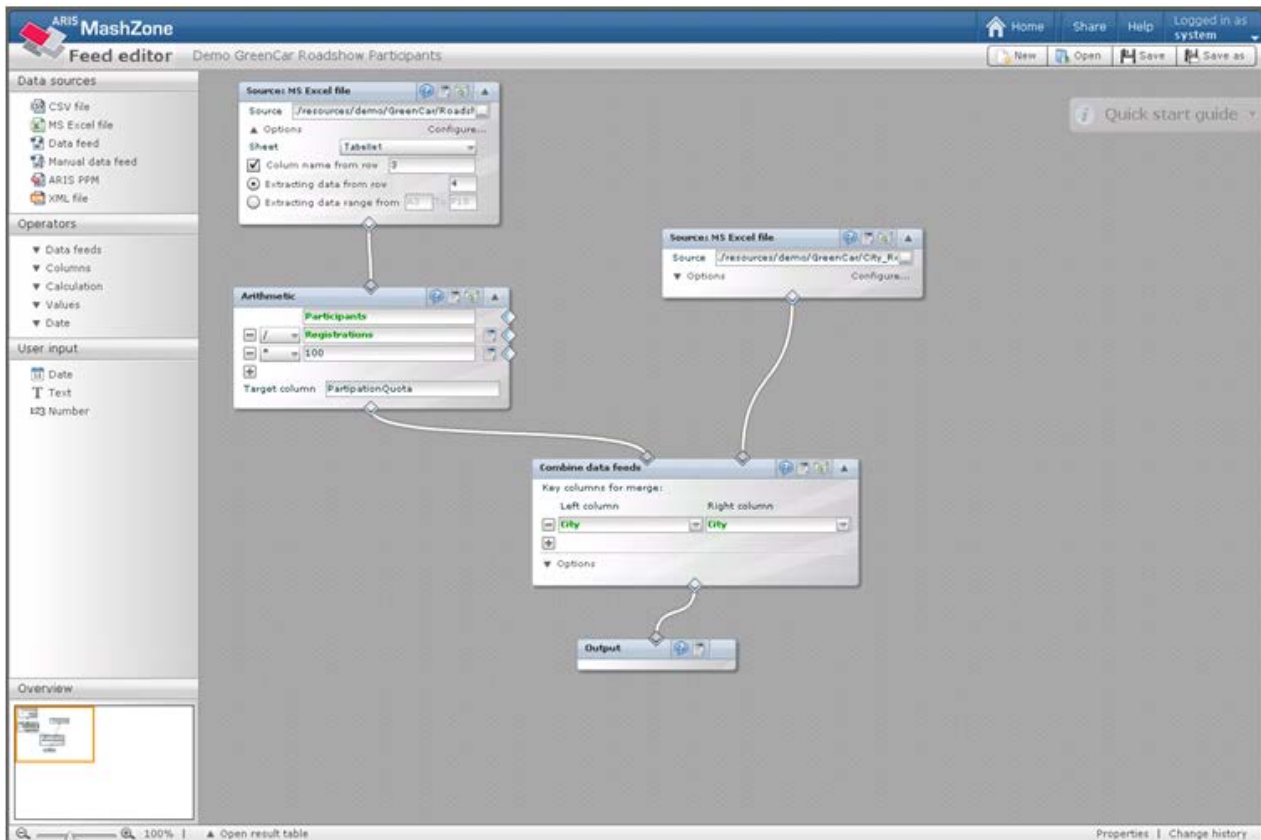 ARIS MashZone
Home Share Help Logged in as system
Feed editor Demo GreenCar Roadshow Participants
New Open Save Save as
Data sources
CSV file
MS Excel file
Data feed
Manual data feed
ARIS PPM
XML file
Operators
Data feeds
Columns
Calculation
Values
Date
User input
Date
Text
123 Number
Overview
100%
Source: MS Excel file
Source ./resources/demo/GreenCar/Roadsh ...
Options Configure...
Sheet Tabelle1
Colum name from row 3
Extracting data from row 4
Extracting data range from A3 To
Quick start guide
Source: MS Excel file
Source ./resources/demo/GreenCar/City_Ro ...
Options Configure...
Arithmetic
Participants
/ Registrations
* 100
Target column PartipationQuota
Combine data feeds
Key columns for merge:
Left column Right column
City City
Options
Output
Open result table
Properties | Change history